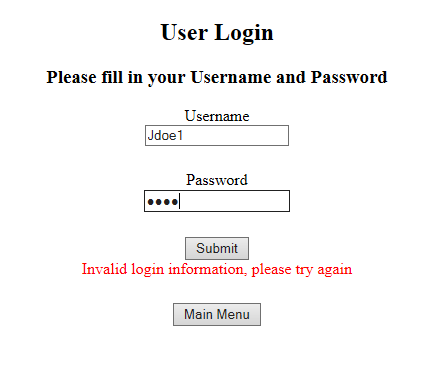 User Login
Please fill in your Username and Password
Username
Jdoe1
Password
••••
Submit
Invalid login information, please try again
Main Menu